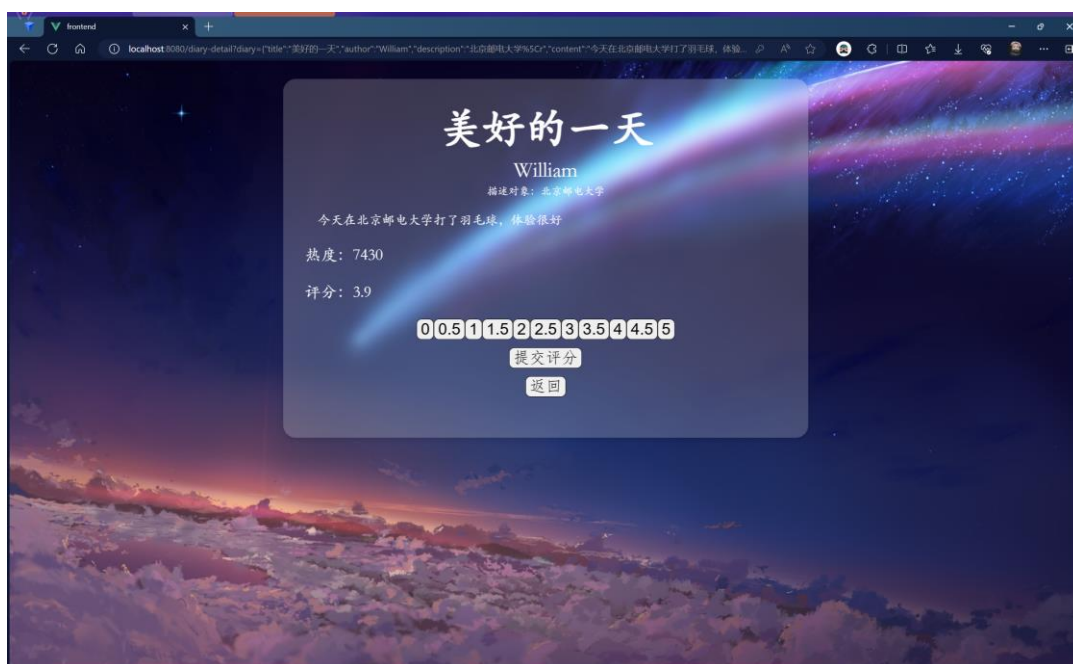 frontend
localhost:8080/diary-detail?diary={"title":"美好的一天","author":"William","description":"北京邮电大学%5Cr","content":"今天在北京邮电大学打了羽毛球，体验...
美好的一天
William
描述对象：北京邮电大学
今天在北京邮电大学打了羽毛球，体验很好
热度：7430
评分：3.9
0 0.5 1 1.5 2 2.5 3 3.5 4 4.5 5
提交评分
返回